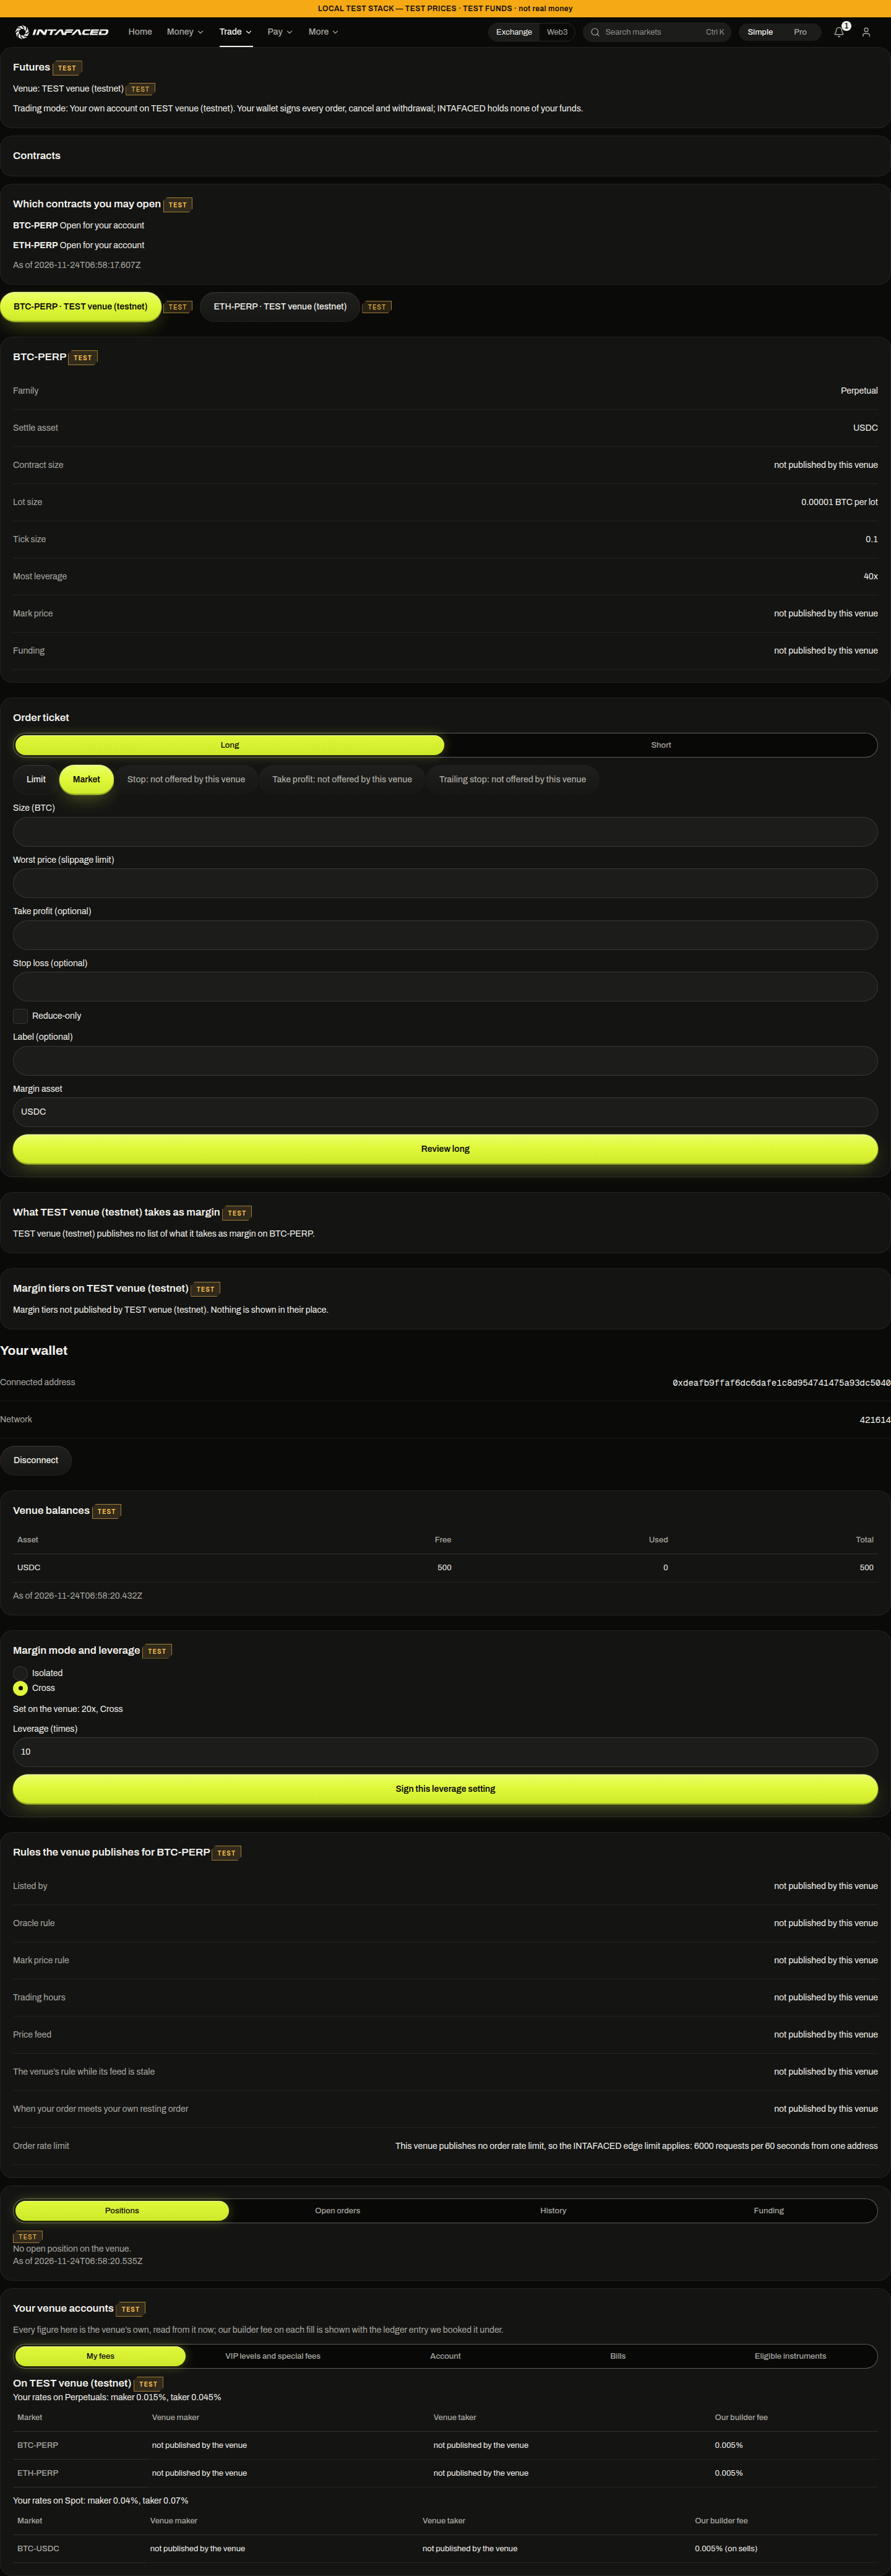 LOCAL TEST STACK — TEST PRICES · TEST FUNDS · not real money
INTAFACED Home Money Trade Pay More Exchange Web3 Search markets Ctrl K Simple Pro 1
Futures TEST
Venue: TEST venue (testnet) TEST
Trading mode: Your own account on TEST venue (testnet). Your wallet signs every order, cancel and withdrawal; INTAFACED holds none of your funds.
Contracts
Which contracts you may open TEST
BTC-PERP Open for your account
ETH-PERP Open for your account
As of 2026-11-24T06:58:17.607Z
BTC-PERP · TEST venue (testnet) TEST ETH-PERP · TEST venue (testnet) TEST
BTC-PERP TEST
Family Perpetual
Settle asset USDC
Contract size not published by this venue
Lot size 0.00001 BTC per lot
Tick size 0.1
Most leverage 40x
Mark price not published by this venue
Funding not published by this venue
Order ticket
Long Short
Limit Market Stop: not offered by this venue Take profit: not offered by this venue Trailing stop: not offered by this venue
Size (BTC)
Worst price (slippage limit)
Take profit (optional)
Stop loss (optional)
Reduce-only
Label (optional)
Margin asset
USDC
Review long
What TEST venue (testnet) takes as margin TEST
TEST venue (testnet) publishes no list of what it takes as margin on BTC-PERP.
Margin tiers on TEST venue (testnet) TEST
Margin tiers not published by TEST venue (testnet). Nothing is shown in their place.
Your wallet
Connected address 0xdeafb9ffaf6dc6dafe1c8d954741475a93dc5040
Network 421614
Disconnect
Venue balances TEST
Asset Free Used Total
USDC 500 0 500
As of 2026-11-24T06:58:20.432Z
Margin mode and leverage TEST
Isolated
Cross
Set on the venue: 20x, Cross
Leverage (times)
10
Sign this leverage setting
Rules the venue publishes for BTC-PERP TEST
Listed by not published by this venue
Oracle rule not published by this venue
Mark price rule not published by this venue
Trading hours not published by this venue
Price feed not published by this venue
The venue's rule while its feed is stale not published by this venue
When your order meets your own resting order not published by this venue
Order rate limit This venue publishes no order rate limit, so the INTAFACED edge limit applies: 6000 requests per 60 seconds from one address
Positions Open orders History Funding
TEST
No open position on the venue.
As of 2026-11-24T06:58:20.535Z
Your venue accounts TEST
Every figure here is the venue's own, read from it now; our builder fee on each fill is shown with the ledger entry we booked it under.
My fees VIP levels and special fees Account Bills Eligible instruments
On TEST venue (testnet) TEST
Your rates on Perpetuals: maker 0.015%, taker 0.045%
Market Venue maker Venue taker Our builder fee
BTC-PERP not published by the venue not published by the venue 0.005%
ETH-PERP not published by the venue not published by the venue 0.005%
Your rates on Spot: maker 0.04%, taker 0.07%
Market Venue maker Venue taker Our builder fee
BTC-USDC not published by the venue not published by the venue 0.005% (on sells)